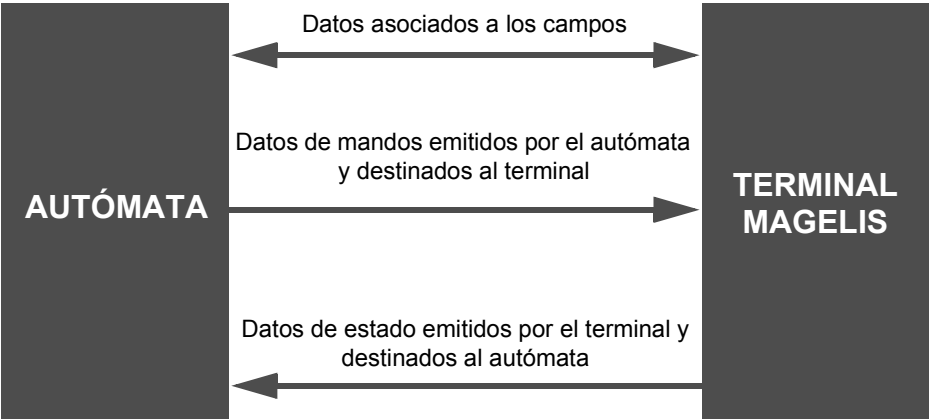 Datos asociados a los campos
Datos de mandos emitidos por el autómata
y destinados al terminal
AUTÓMATA
TERMINAL
MAGELIS
Datos de estado emitidos por el terminal y
destinados al autómata